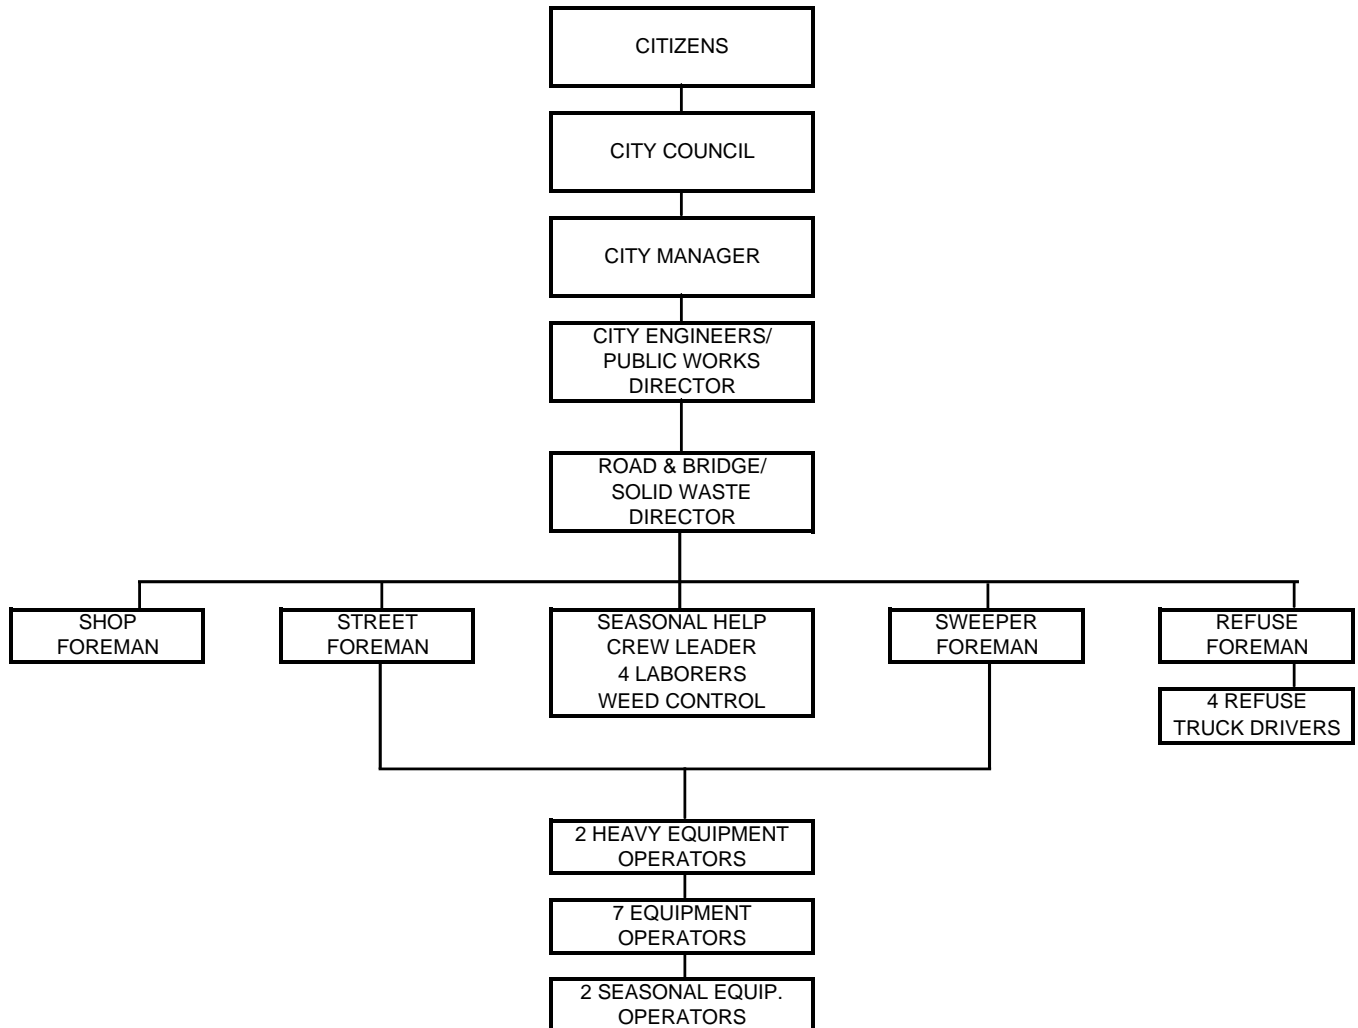 CITIZENS
CITY COUNCIL
CITY MANAGER
CITY ENGINEERS/
PUBLIC WORKS
DIRECTOR
ROAD & BRIDGE/
SOLID WASTE
DIRECTOR
SHOP
FOREMAN
STREET
FOREMAN
SEASONAL HELP
CREW LEADER
4 LABORERS
WEED CONTROL
SWEEPER
FOREMAN
REFUSE
FOREMAN
4 REFUSE
TRUCK DRIVERS
2 HEAVY EQUIPMENT
OPERATORS
7 EQUIPMENT
OPERATORS
2 SEASONAL EQUIP.
OPERATORS